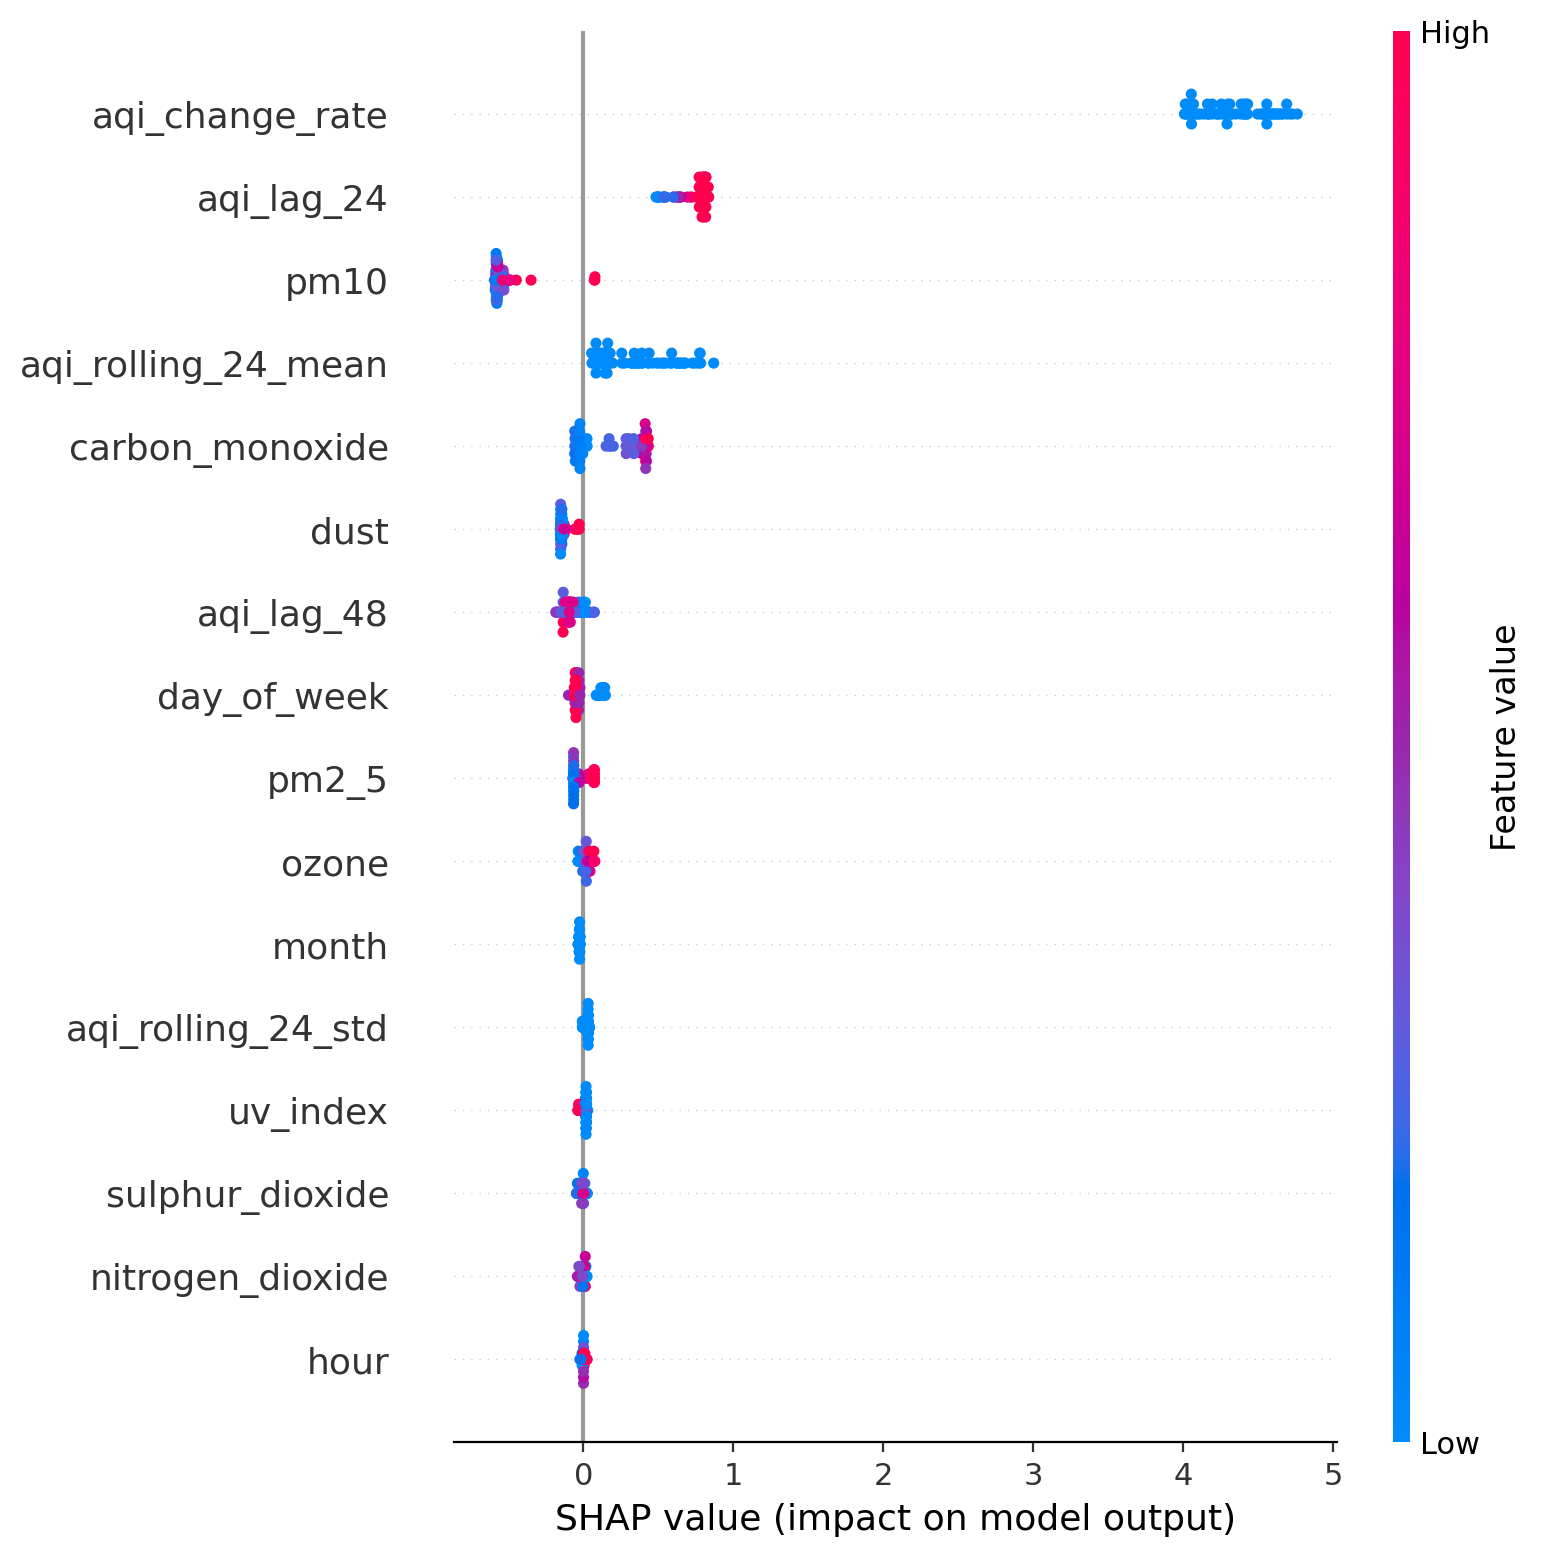 High
aqi_change_rate
aqi_lag_24
pm10
aqi_rolling_24_mean
carbon_monoxide
dust
aqi_lag_48
day_of_week
pm2_5
ozone
month
aqi_rolling_24_std
uv_index
sulphur_dioxide
nitrogen_dioxide
hour
Feature value
Low
0 1 2 3 4 5
SHAP value (impact on model output)